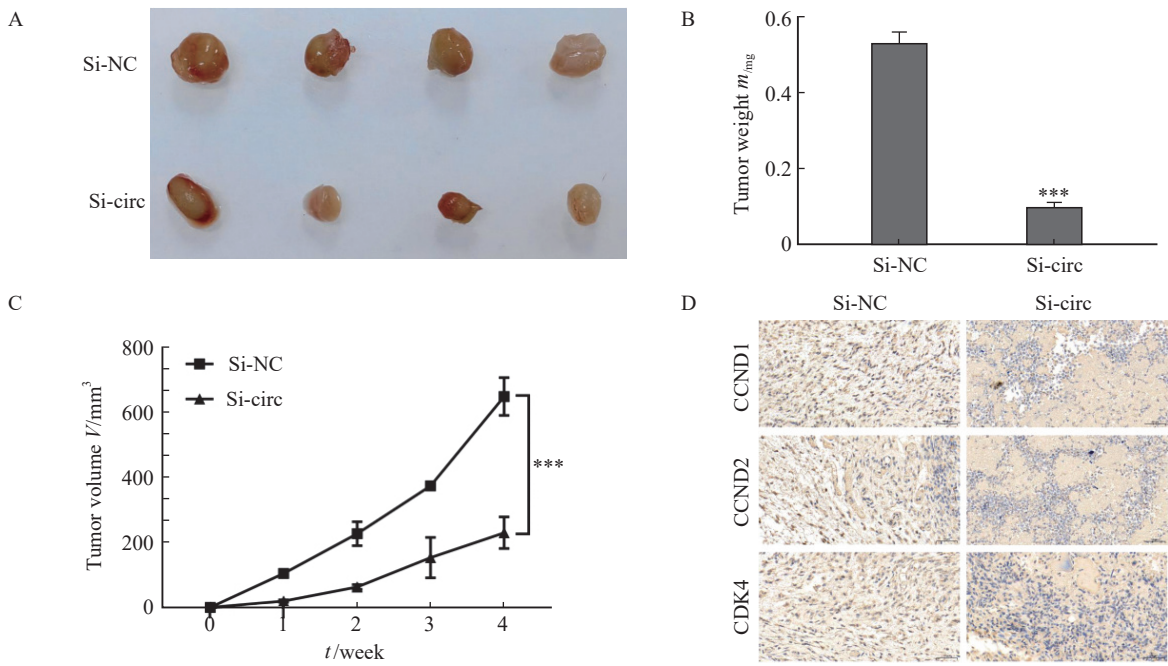 A
Si-NC
Si-circ
B
Tumor weight m/mg
0.6
0.4
0.2
0
***
Si-NC
Si-circ
C
Tumor volume V/mm³
800
600
400
200
0
Si-NC
Si-circ
***
0 1 2 3 4
t/week
D
Si-NC
Si-circ
CCND1
CCND2
CDK4